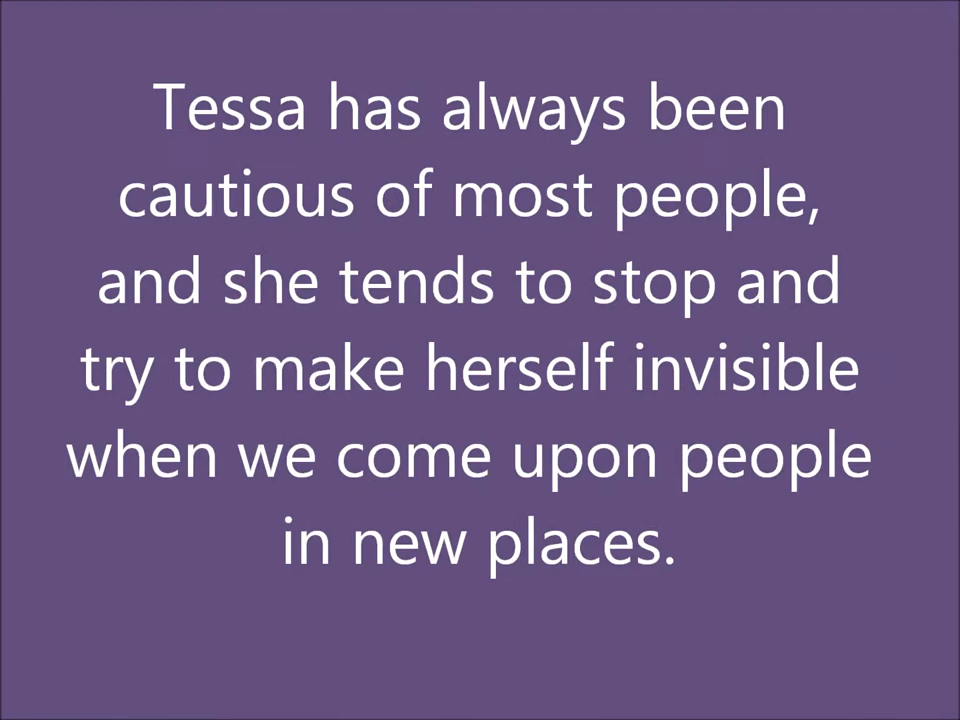 Tessa has always been
cautious of most people,
and she tends to stop and
try to make herself invisible
when we come upon people
in new places.